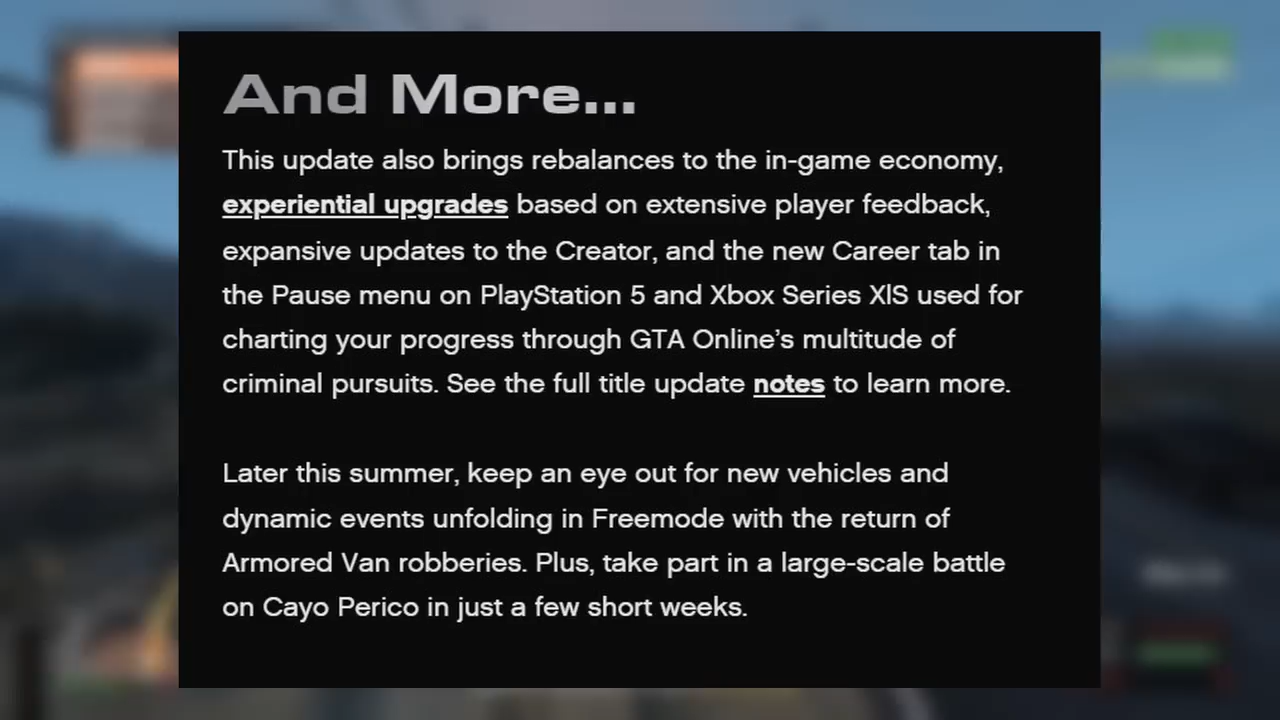 And More...
This update also brings rebalances to the in-game economy,
experiential upgrades based on extensive player feedback,
expansive updates to the Creator, and the new Career tab in
the Pause menu on PlayStation 5 and Xbox Series X|S used for
charting your progress through GTA Online’s multitude of
criminal pursuits. See the full title update notes to learn more.
Later this summer, keep an eye out for new vehicles and
dynamic events unfolding in Freemode with the return of
Armored Van robberies. Plus, take part in a large-scale battle
on Cayo Perico in just a few short weeks.